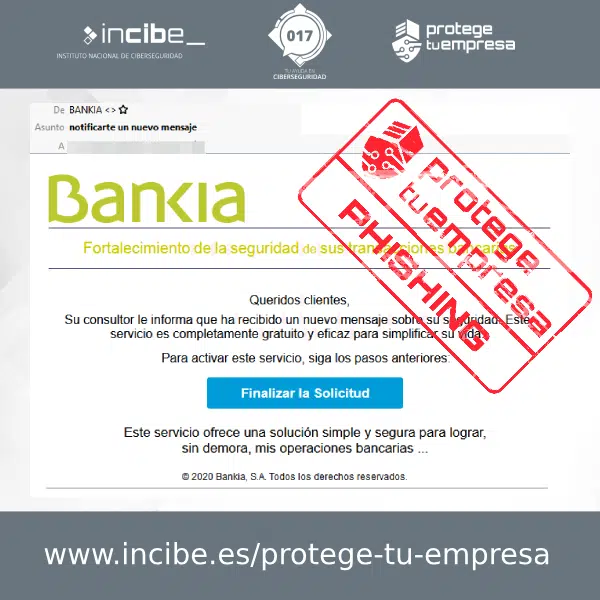 incibe_
INSTITUTO NACIONAL DE CIBERSEGURIDAD
017
TU AYUDA EN
CIBERSEGURIDAD
protege
tuempresa
De BANKIA <>
Asunto notificarte un nuevo mensaje
A
Bankia
Fortalecimiento de la seguridad de sus transacciones bancarias
protege
tuempresa
PHISHING
Queridos clientes,
Su consultor le informa que ha recibido un nuevo mensaje sobre su seguridad. Este
servicio es completamente gratuito y eficaz para simplificar su vida.
Para activar este servicio, siga los pasos anteriores:
Finalizar la Solicitud
Este servicio ofrece una solución simple y segura para lograr,
sin demora, mis operaciones bancarias ...
© 2020 Bankia, S.A. Todos los derechos reservados.
www.incibe.es/protege-tu-empresa